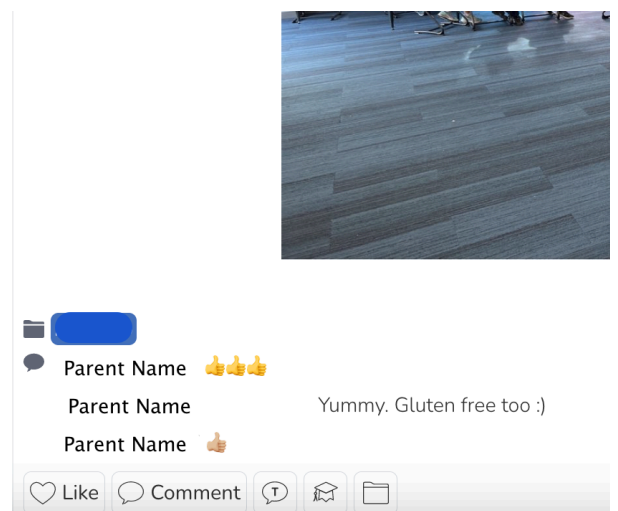 Parent Name 👍👍👍
Parent Name Yummy. Gluten free too :)
Parent Name 👍🏼
Like Comment T